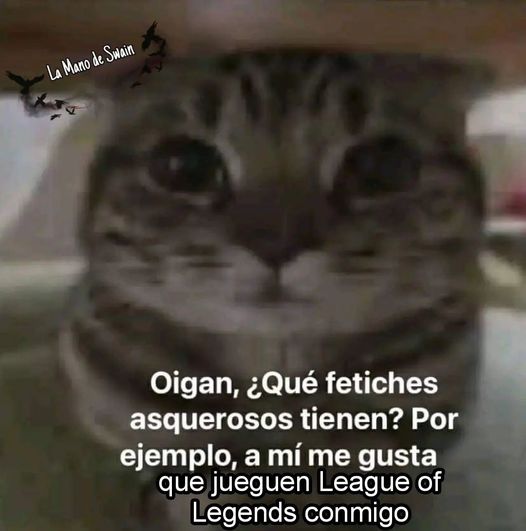 La Mano de Swain
Oigan, ¿Qué fetiches
asquerosos tienen? Por
ejemplo, a mí me gusta
que jueguen League of
Legends conmigo